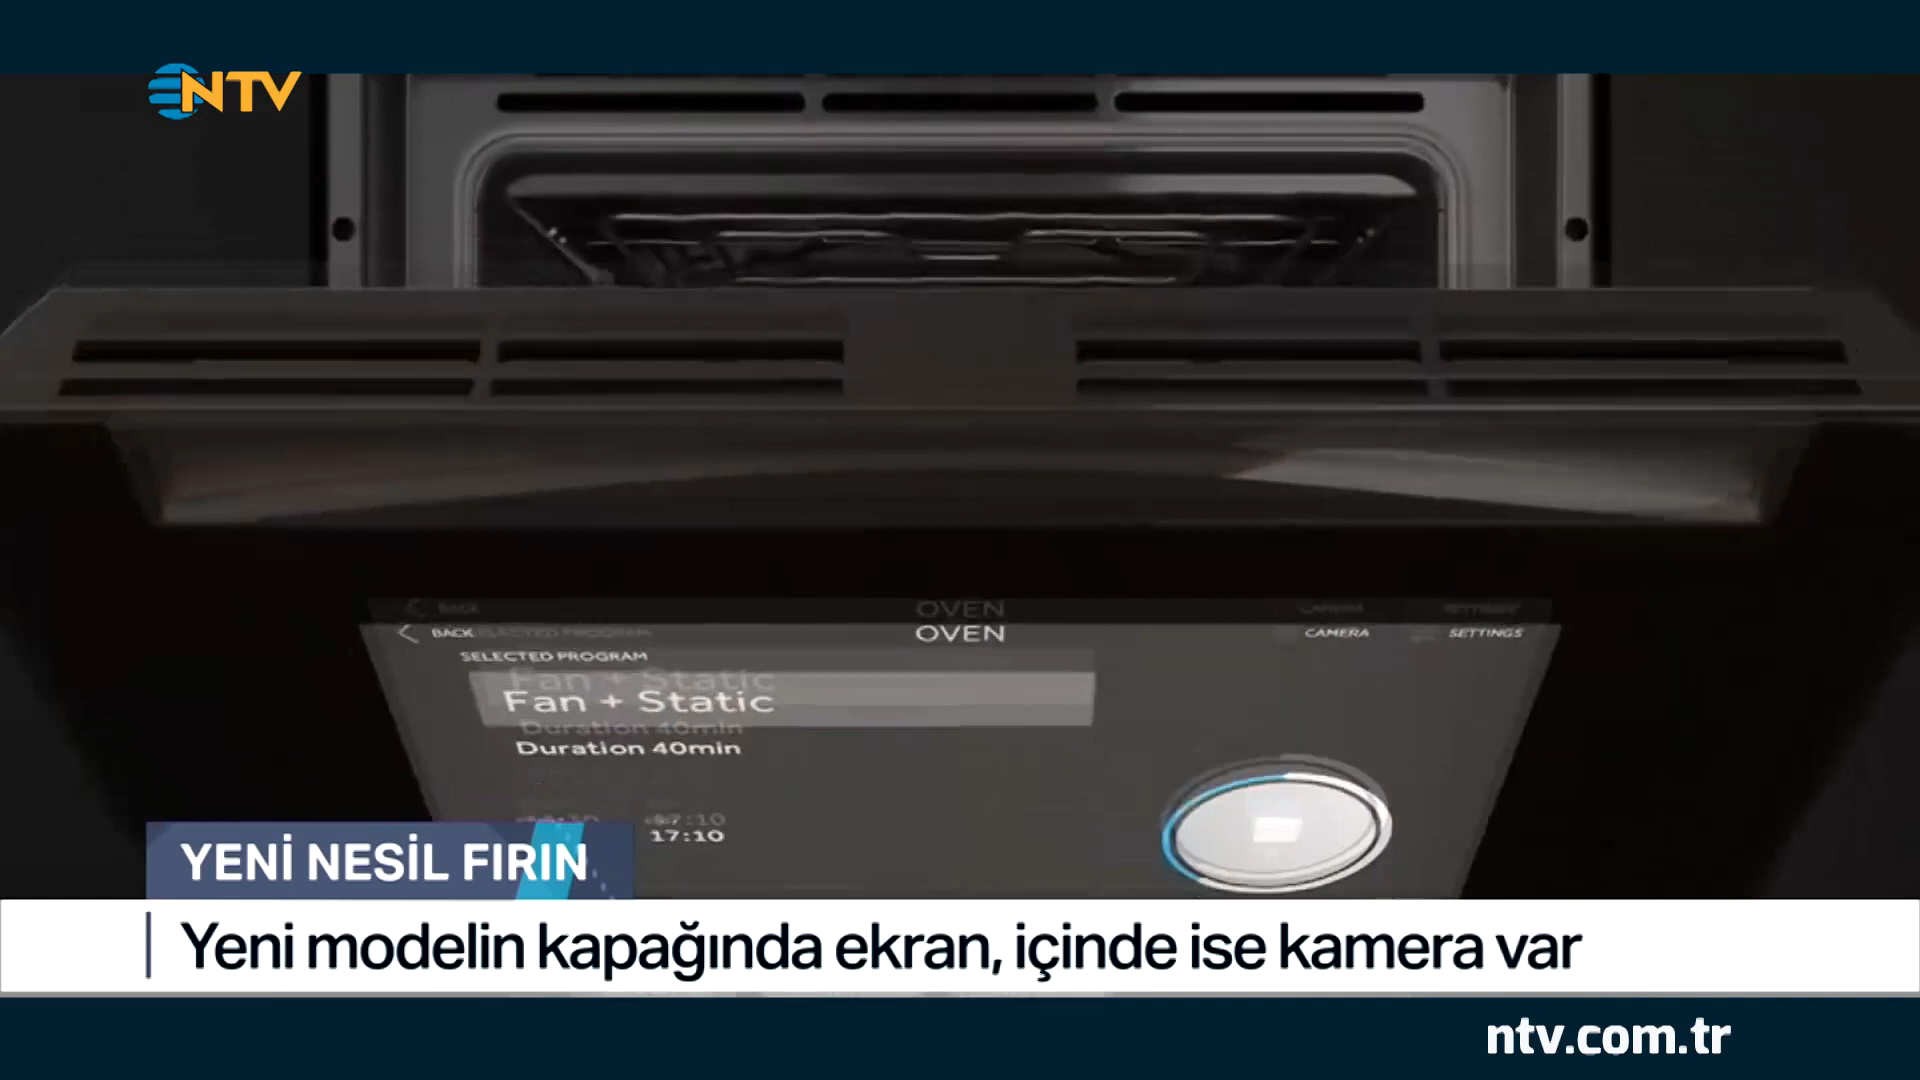 NTV
OVEN
BACK
OVEN
CAMERA
SETTINGS
SELECTED PROGRAM
Fan + Static
Duration 40min
17:10
YENİ NESİL FIRIN
Yeni modelin kapağında ekran, içinde ise kamera var
ntv.com.tr